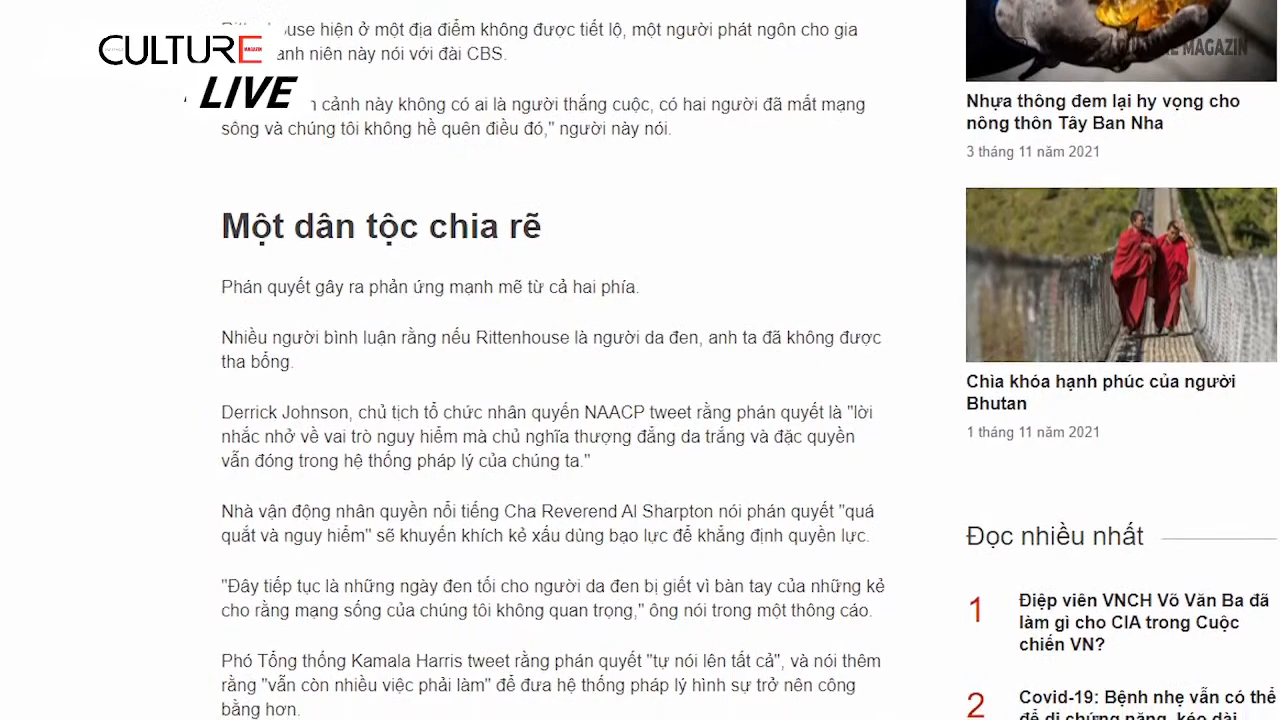 Rittenhouse hiện ở một địa điểm không được tiết lộ, một người phát ngôn cho gia
anh niên này nói với đài CBS.
cảnh này không có ai là người thắng cuộc, có hai người đã mất mạng
sông và chúng tôi không hề quên điều đó," người này nói.
CULTURE
MAGAZIN
LIVE
Một dân tộc chia rẽ
Phán quyết gây ra phản ứng mạnh mẽ từ cả hai phía.
Nhiều người bình luận rằng nếu Rittenhouse là người da đen, anh ta đã không được
tha bổng.
Derrick Johnson, chủ tịch tổ chức nhân quyền NAACP tweet rằng phán quyết là "lời
nhắc nhở về vai trò nguy hiểm mà chủ nghĩa thượng đẳng da trắng và đặc quyền
vẫn đóng trong hệ thống pháp lý của chúng ta."
Nhà vận động nhân quyền nổi tiếng Cha Reverend Al Sharpton nói phán quyết "quá
quắt và nguy hiểm" sẽ khuyến khích kẻ xấu dùng bạo lực để khẳng định quyền lực.
"Đây tiếp tục là những ngày đen tối cho người da đen bị giết vì bàn tay của những kẻ
cho rằng mạng sống của chúng tôi không quan trọng," ông nói trong một thông cáo.
Phó Tổng thống Kamala Harris tweet rằng phán quyết "tự nói lên tất cả", và nói thêm
rằng "vẫn còn nhiều việc phải làm" để đưa hệ thống pháp lý hình sự trở nên công
bằng hơn.
MAGAZIN
Nhựa thông đem lại hy vọng cho
nông thôn Tây Ban Nha
3 tháng 11 năm 2021
Chìa khóa hạnh phúc của người
Bhutan
1 tháng 11 năm 2021
Đọc nhiều nhất
1
Điệp viên VNCH Võ Văn Ba đã
làm gì cho CIA trong Cuộc
chiến VN?
2
Covid-19: Bệnh nhẹ vẫn có thể
để di chứng nặng, kéo dài